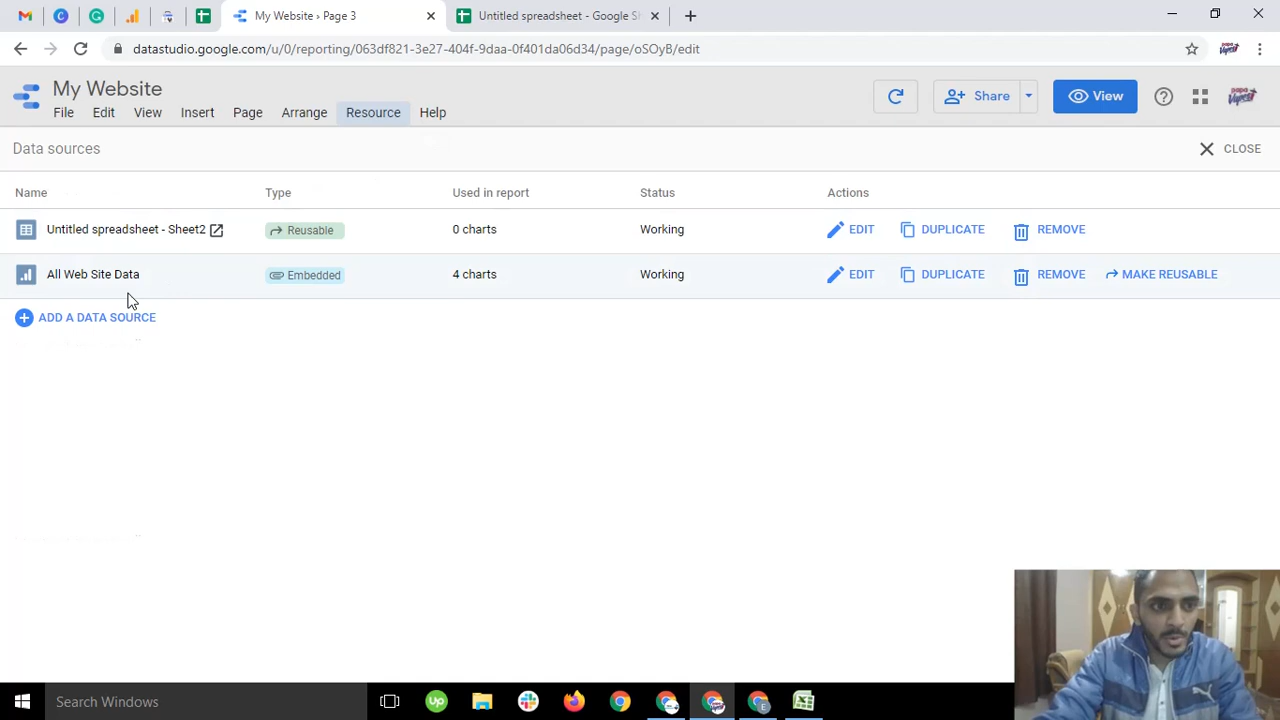 My Website › Page 3
Untitled spreadsheet - Google Sh
datastudio.google.com/u/0/reporting/063df821-3e27-404f-9daa-0f401da06d34/page/oSOyB/edit
My Website
File Edit View Insert Page Arrange Resource Help
Share
View
Data sources
CLOSE
Name Type Used in report Status Actions
Untitled spreadsheet - Sheet2 Reusable 0 charts Working EDIT DUPLICATE REMOVE
All Web Site Data Embedded 4 charts Working EDIT DUPLICATE REMOVE MAKE REUSABLE
ADD A DATA SOURCE
Search Windows